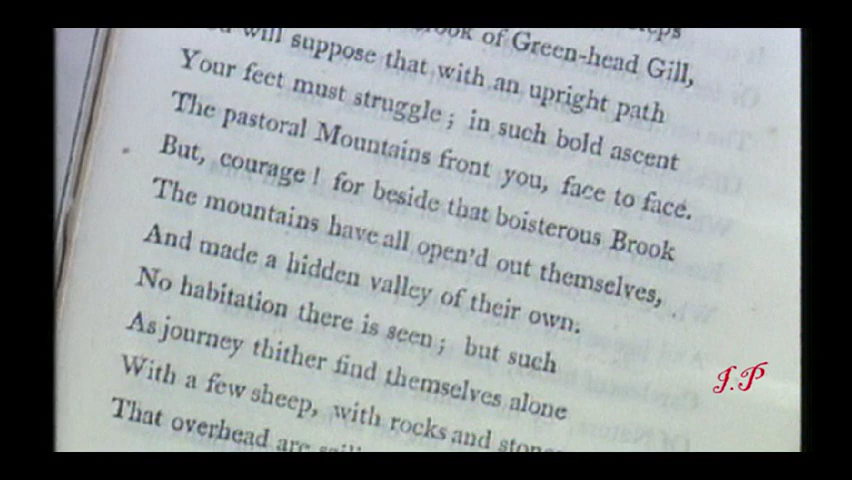 will suppose that with an upright path
of Green-head Gill,
Your feet must struggle; in such bold ascent
The pastoral Mountains front you, face to face.
But, courage! for beside that boisterous Brook
The mountains have all open'd out themselves,
And made a hidden valley of their own.
No habitation there is seen; but such
As journey thither find themselves alone
With a few sheep, with rocks and
That overhead are
J.P